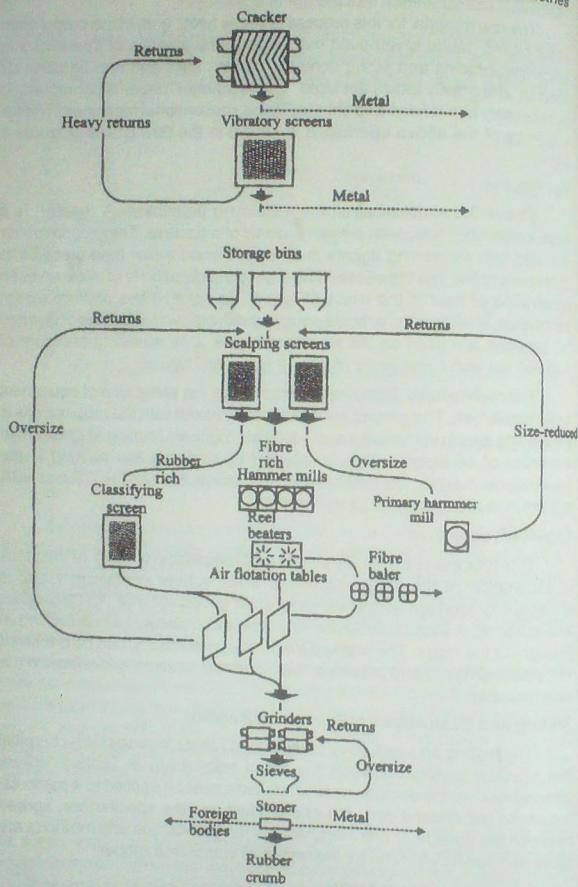 Cracker
Returns
Metal
Heavy returns
Vibratory screens
Metal
Storage bins
Returns
Returns
Scalping screens
Oversize
Size-reduced
Rubber
rich
Fibre
rich
Oversize
Hammer mills
Classifying
screen
Primary hammer
mill
Reel
beaters
Fibre
baler
Air flotation tables
Grinders
Returns
Sieves
Oversize
Stoner
Foreign
bodies
Metal
Rubber
crumb